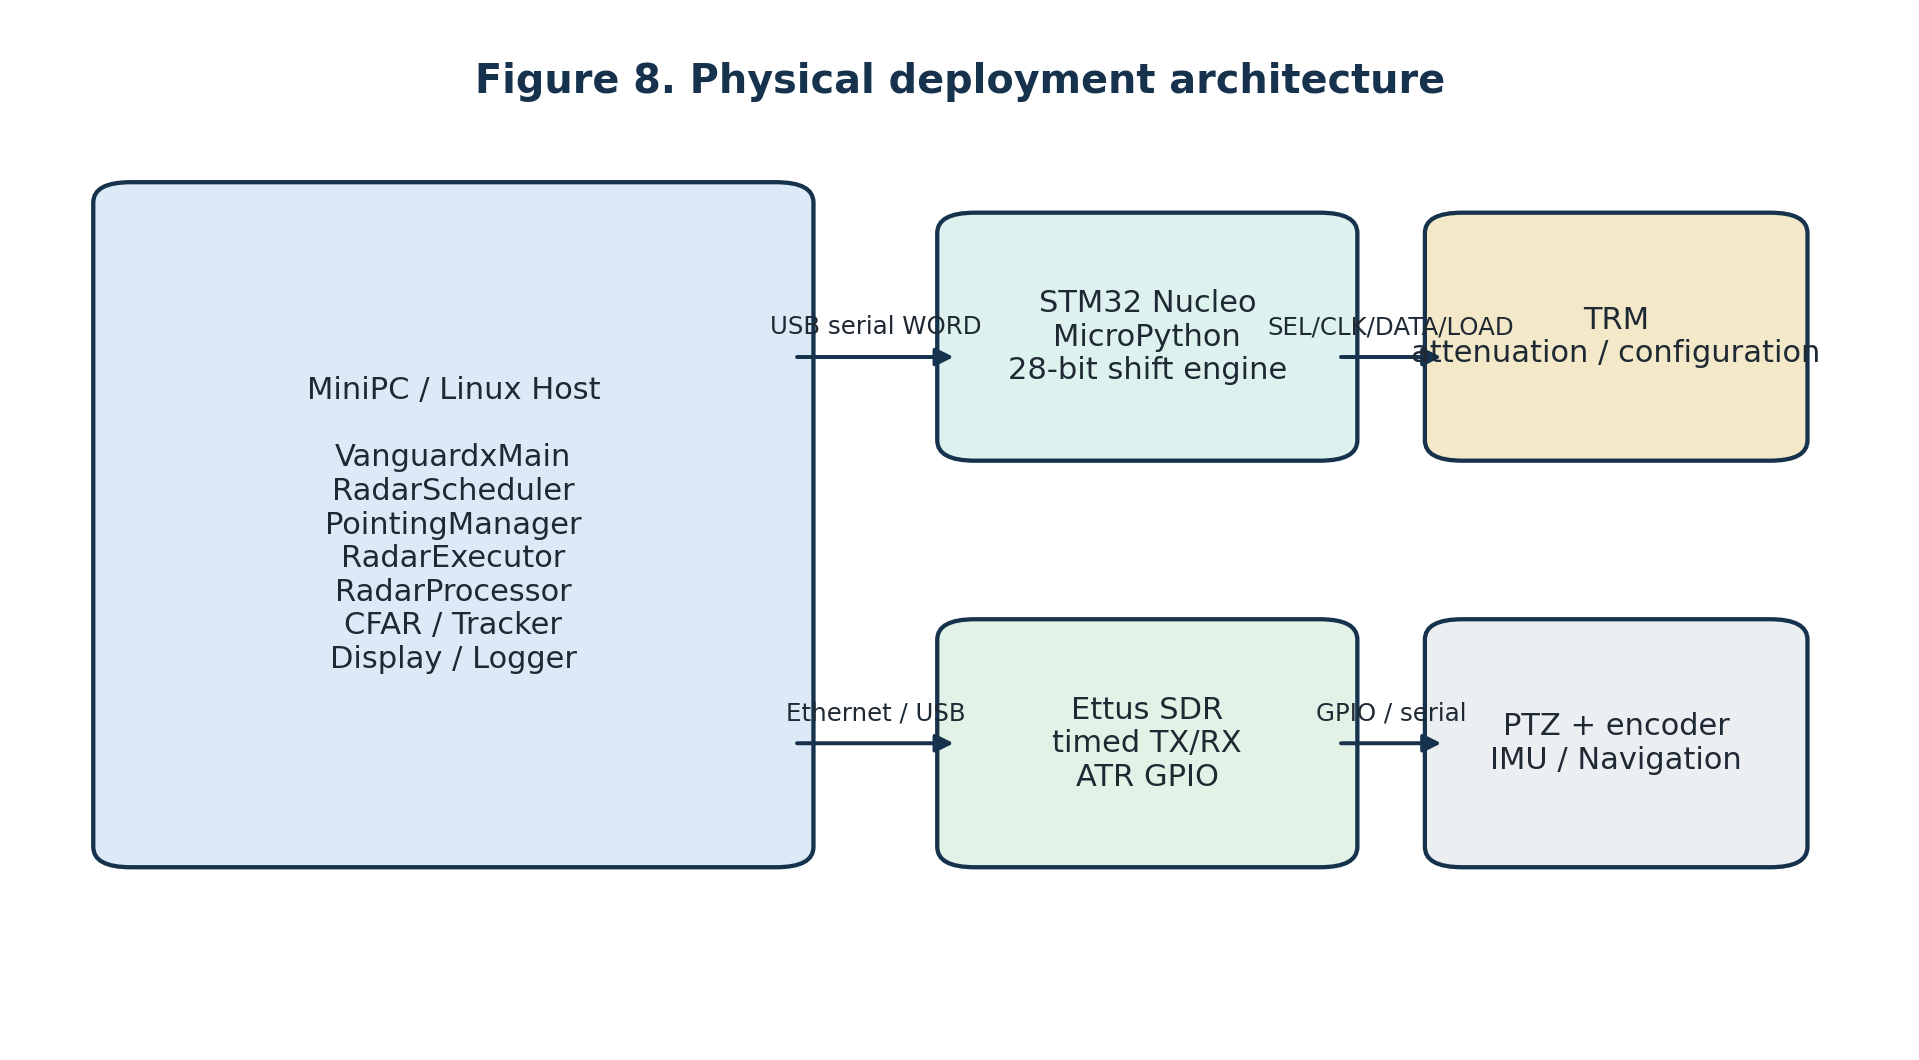 Figure 8. Physical deployment architecture
MiniPC / Linux Host
VanguardxMain
RadarScheduler
PointingManager
RadarExecutor
RadarProcessor
CFAR / Tracker
Display / Logger
USB serial WORD
STM32 Nucleo
MicroPython
28-bit shift engine
SEL/CLK/DATA/LOAD
TRM
attenuation / configuration
Ethernet / USB
Ettus SDR
timed TX/RX
ATR GPIO
GPIO / serial
PTZ + encoder
IMU / Navigation